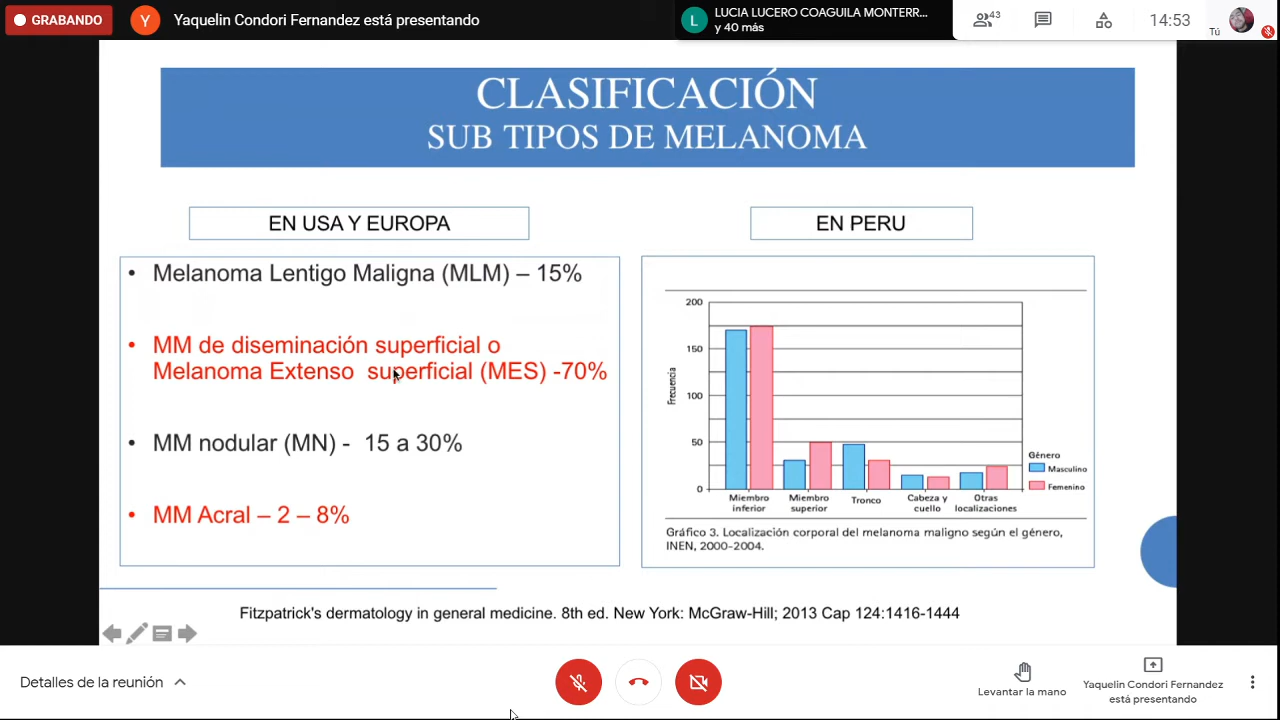 GRABANDO
Y
Yaquelin Condori Fernandez está presentando
L
LUCIA LUCERO COAGUILA MONTERR...
y 40 más
43
14:53
Tú
CLASIFICACIÓN
SUB TIPOS DE MELANOMA
EN USA Y EUROPA
• Melanoma Lentigo Maligna (MLM) – 15%
• MM de diseminación superficial o
Melanoma Extenso superficial (MES) -70%
• MM nodular (MN) - 15 a 30%
• MM Acral – 2 – 8%
EN PERU
200
150
100
50
0
Frecuencia
Miembro
inferior
Miembro
superior
Tronco
Cabeza y
cuello
Otras
localizaciones
Género
Masculino
Femenino
Gráfico 3. Localización corporal del melanoma maligno según el género,
INEN, 2000-2004.
Fitzpatrick's dermatology in general medicine. 8th ed. New York: McGraw-Hill; 2013 Cap 124:1416-1444
Detalles de la reunión
Levantar la mano
Yaquelin Condori Fernandez
está presentando